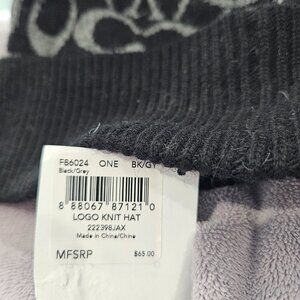 F86024 ONE BK/GY
Black/Grey
8 88067 87121 0
LOGO KNIT HAT
222398JAX
Made in China/Chine
MFSRP $65.00